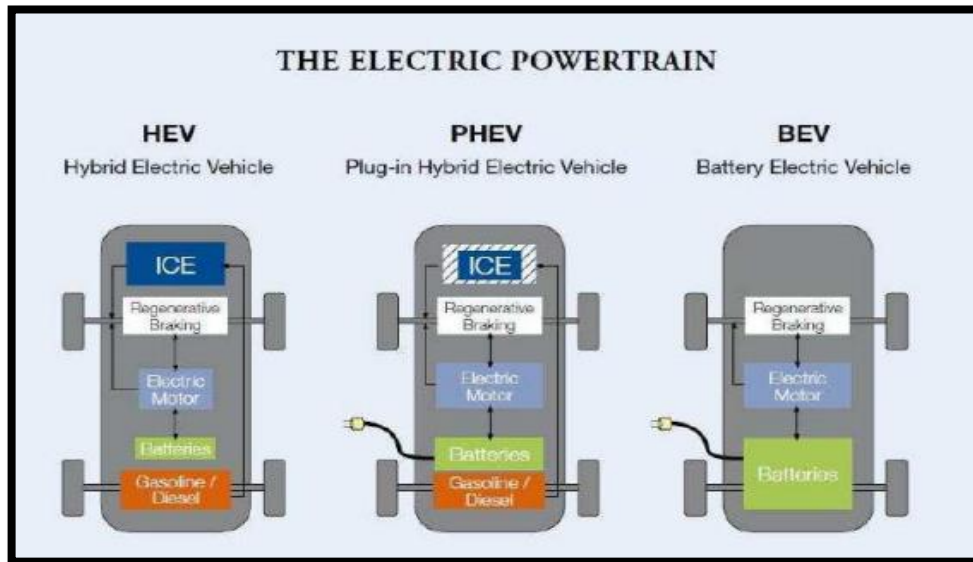 THE ELECTRIC POWERTRAIN
HEV
Hybrid Electric Vehicle
ICE
Regenerative
Braking
Electric
Motor
Batteries
Gasoline /
Diesel
PHEV
Plug-in Hybrid Electric Vehicle
ICE
Regenerative
Braking
Electric
Motor
Batteries
Gasoline /
Diesel
BEV
Battery Electric Vehicle
Regenerative
Braking
Electric
Motor
Batteries